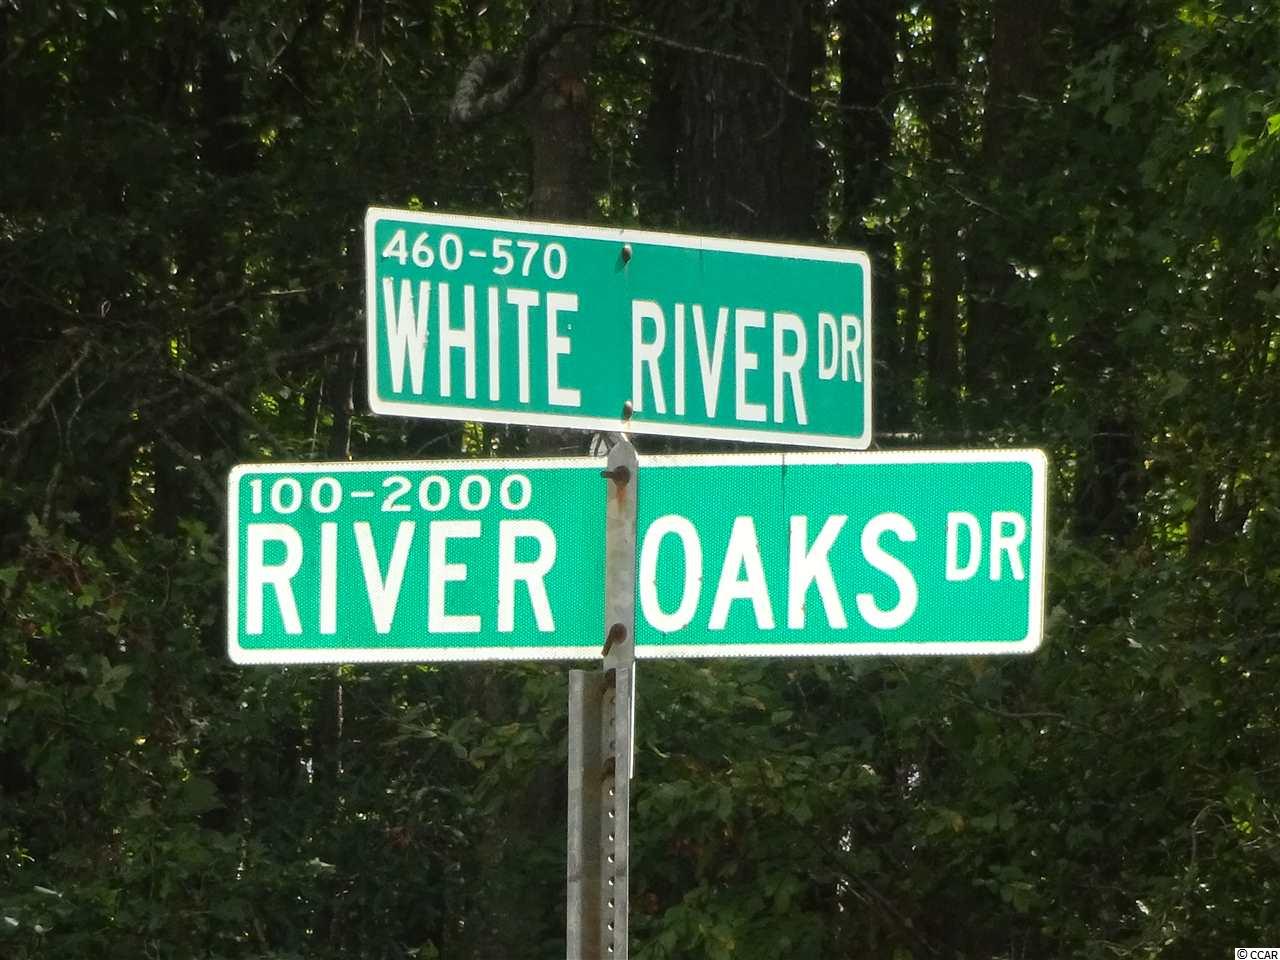 460-570
WHITE RIVER DR
100-2000
RIVER OAKS DR
© CCAR